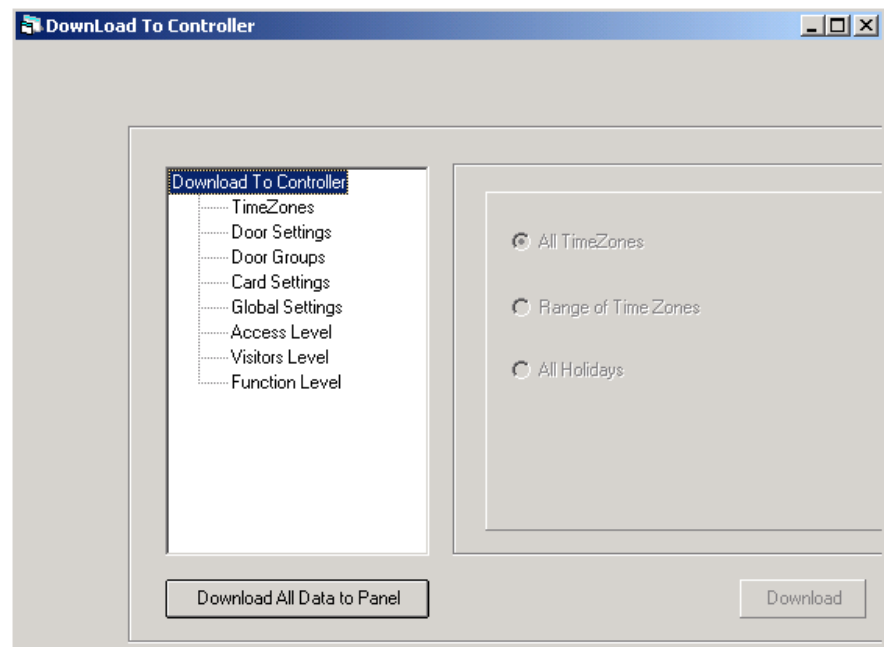 DownLoad To Controller
Download To Controller
TimeZones
Door Settings
Door Groups
Card Settings
Global Settings
Access Level
Visitors Level
Function Level
All TimeZones
Range of Time Zones
All Holidays
Download All Data to Panel
Download